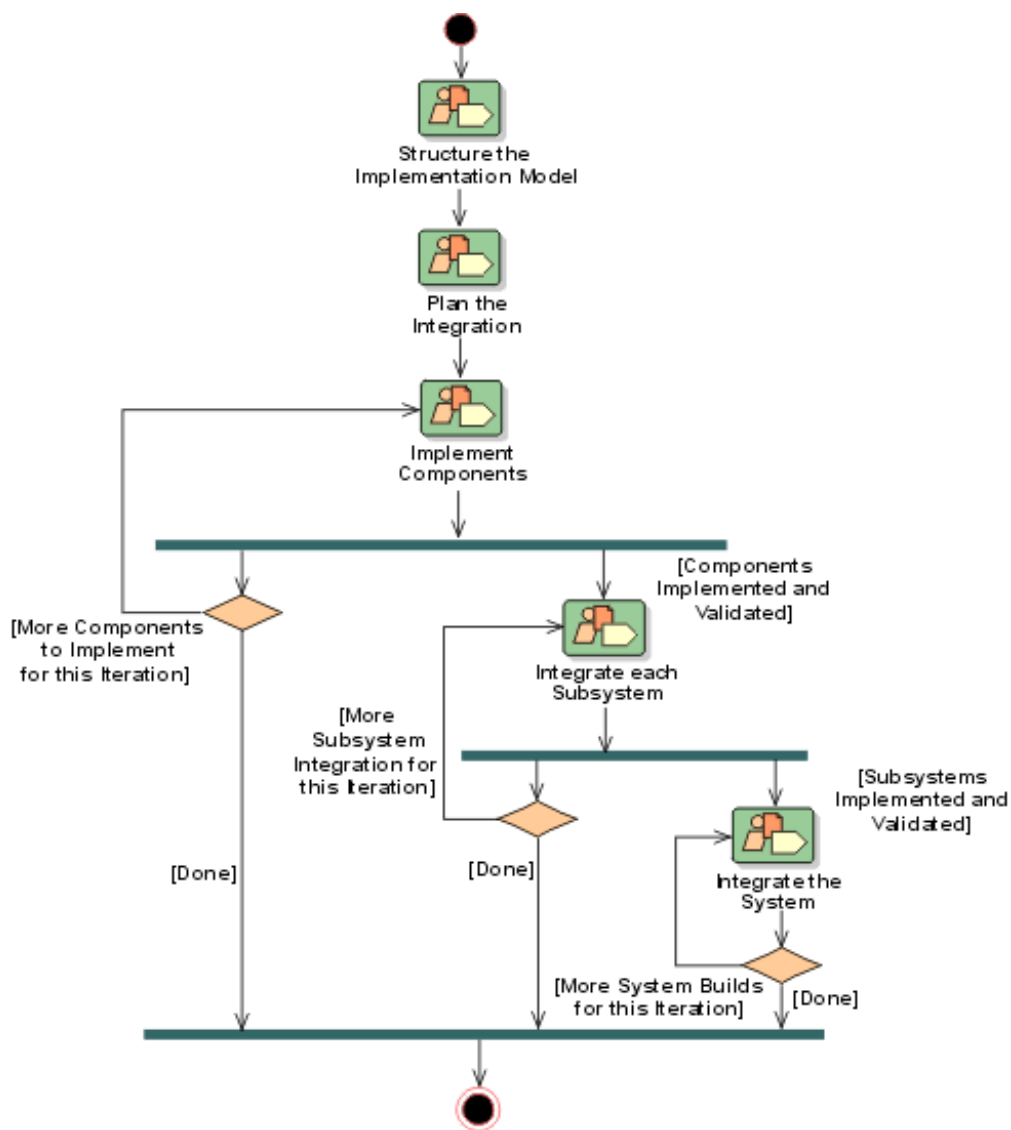 Structure the
Implementation Model
Plan the
Integration
Implement
Components
[Components
Implemented and
Validated]
[More Components
to Implement
for this Iteration]
Integrate each
Subsystem
[More
Subsystem
Integration for
this Iteration]
[Subsystems
Implemented and
Validated]
[Done]
[Done]
Integrate the
System
[More System Builds
for this Iteration]
[Done]